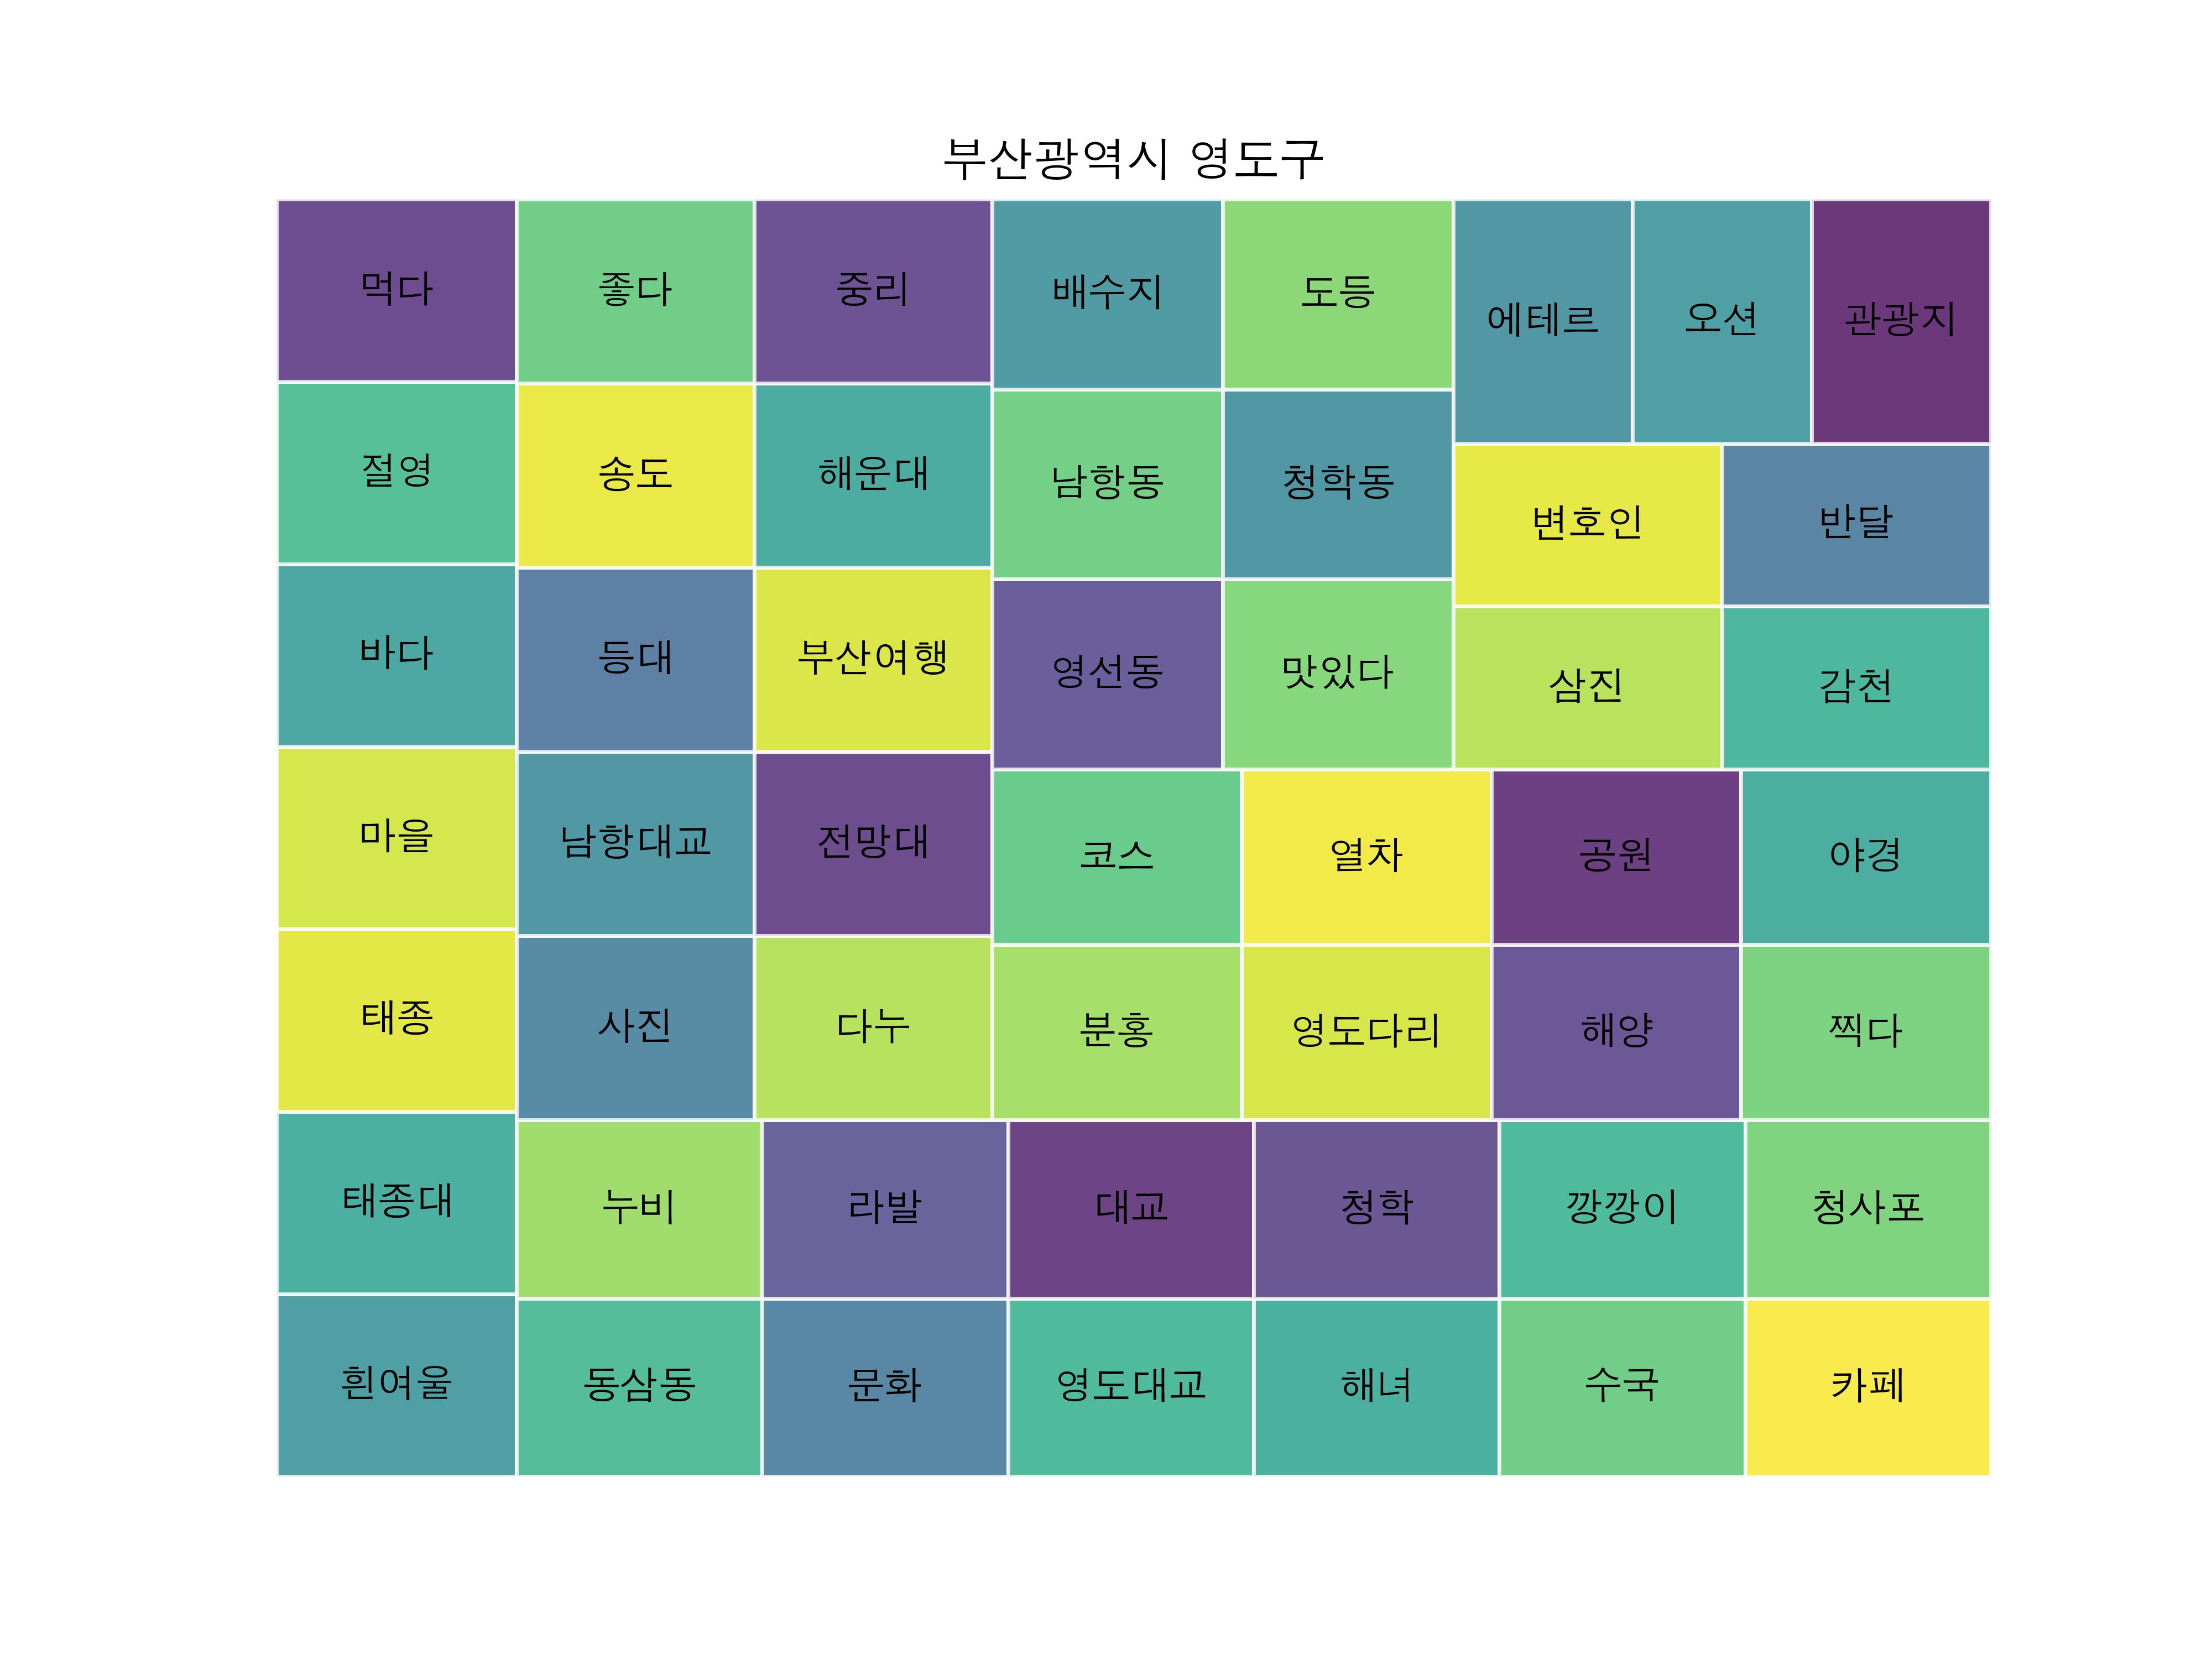 부산광역시 영도구
먹다
좋다
중리
배수지
도등
에테르
오션
관광지
절영
송도
해운대
남항동
청학동
변호인
반달
바다
등대
부산여행
영선동
맛있다
삼진
감천
마을
남항대교
전망대
코스
열차
공원
야경
태종
사진
다누
분홍
영도다리
해양
찍다
태종대
누비
라발
대교
청학
깡깡이
청사포
흰여울
동삼동
문화
영도대교
해녀
수국
카페